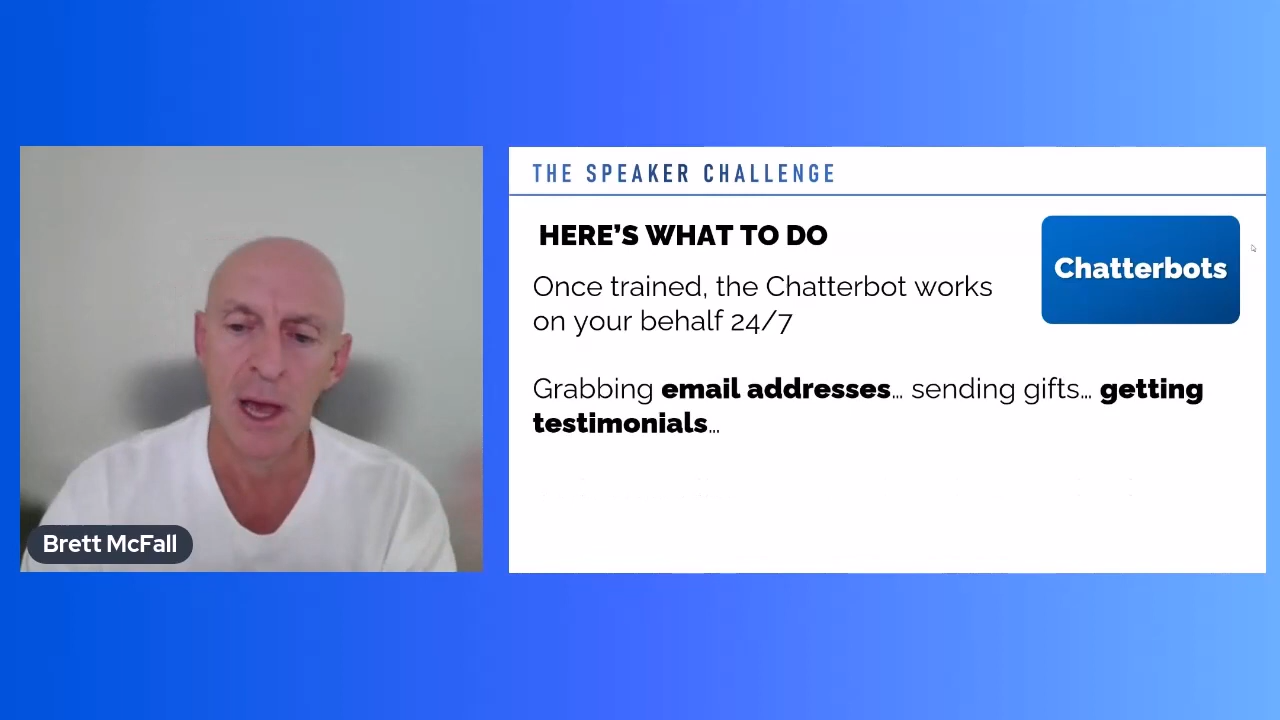 THE SPEAKER CHALLENGE
HERE’S WHAT TO DO
Chatterbots
Once trained, the Chatterbot works
on your behalf 24/7
Grabbing email addresses… sending gifts… getting
testimonials…
Brett McFall